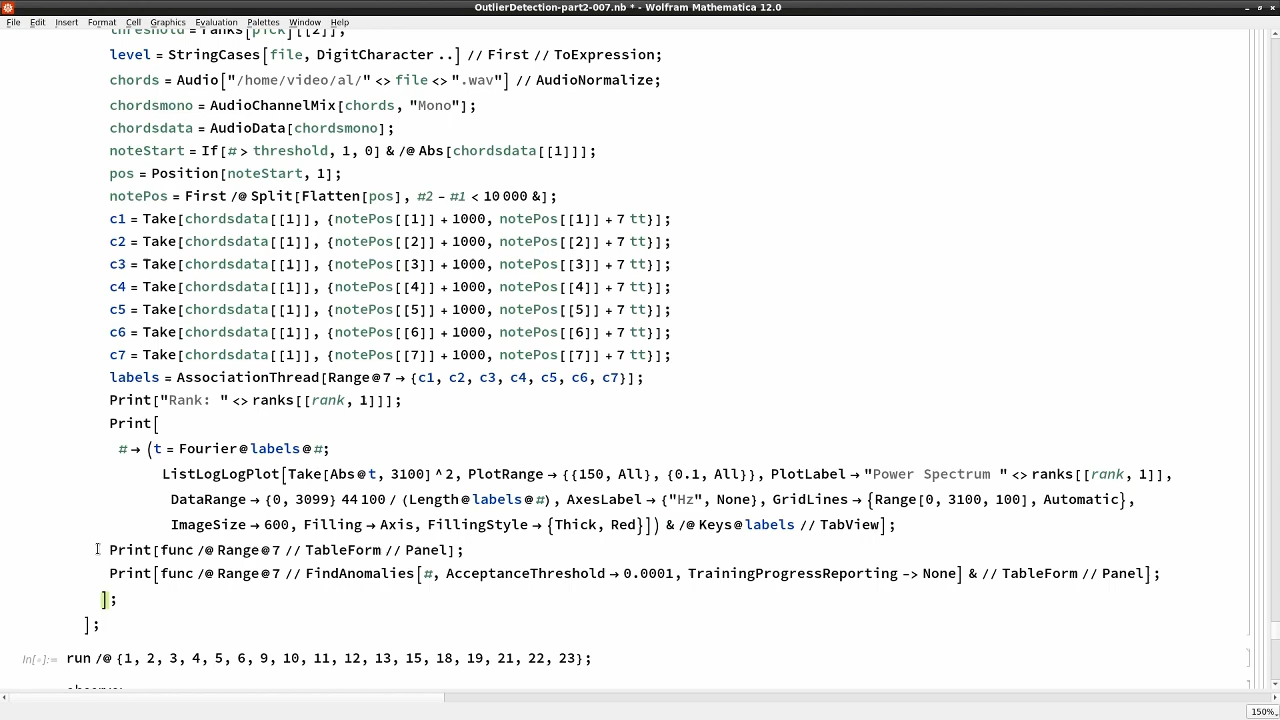 OutlierDetection-part2-007.nb * - Wolfram Mathematica 12.0
File Edit Insert Format Cell Graphics Evaluation Palettes Window Help
threshold = ranks[pick][[2]];
level = StringCases[file, DigitCharacter ..] // First // ToExpression;
chords = Audio["/home/video/al/" <> file <> ".wav"] // AudioNormalize;
chordsmono = AudioChannelMix[chords, "Mono"];
chordsdata = AudioData[chordsmono];
noteStart = If[# > threshold, 1, 0] & /@ Abs[chordsdata[[1]]];
pos = Position[noteStart, 1];
notePos = First /@ Split[Flatten[pos], #2 - #1 < 10 000 &];
c1 = Take[chordsdata[[1]], {notePos[[1]] + 1000, notePos[[1]] + 7 tt}];
c2 = Take[chordsdata[[1]], {notePos[[2]] + 1000, notePos[[2]] + 7 tt}];
c3 = Take[chordsdata[[1]], {notePos[[3]] + 1000, notePos[[3]] + 7 tt}];
c4 = Take[chordsdata[[1]], {notePos[[4]] + 1000, notePos[[4]] + 7 tt}];
c5 = Take[chordsdata[[1]], {notePos[[5]] + 1000, notePos[[5]] + 7 tt}];
c6 = Take[chordsdata[[1]], {notePos[[6]] + 1000, notePos[[6]] + 7 tt}];
c7 = Take[chordsdata[[1]], {notePos[[7]] + 1000, notePos[[7]] + 7 tt}];
labels = AssociationThread[Range@7 → {c1, c2, c3, c4, c5, c6, c7}];
Print["Rank: " <> ranks[[rank, 1]]];
Print[
# → (t = Fourier@labels@#;
ListLogLogPlot[Take[Abs@t, 3100]^2, PlotRange → {{150, All}, {0.1, All}}, PlotLabel → "Power Spectrum " <> ranks[[rank, 1]],
DataRange → {0, 3099} 44 100 / (Length@labels@#), AxesLabel → {"Hz", None}, GridLines → {Range[0, 3100, 100], Automatic},
ImageSize → 600, Filling → Axis, FillingStyle → {Thick, Red}]) & /@ Keys@labels // TabView];
Print[func /@ Range@7 // TableForm // Panel];
Print[func /@ Range@7 // FindAnomalies[#, AcceptanceThreshold → 0.0001, TrainingProgressReporting -> None] & // TableForm // Panel];
];
];
In[•]:= run /@ {1, 2, 3, 4, 5, 6, 9, 10, 11, 12, 13, 15, 18, 19, 21, 22, 23};
150%